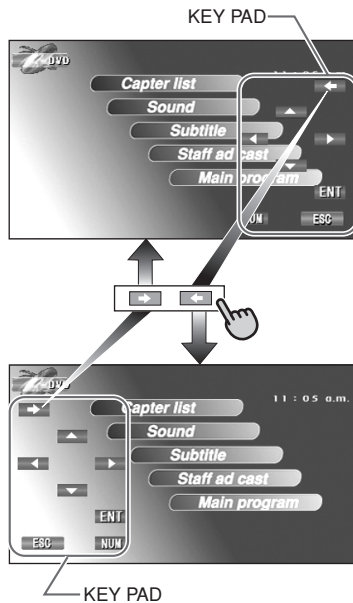 KEY PAD
DVD
Capter list
Sound
Subtitle
Staff ad cast
Main program
ENT
ESC
DVD
11 : 05 a.m.
Capter list
Sound
Subtitle
Staff ad cast
Main program
ENT
ESC NUM
KEY PAD